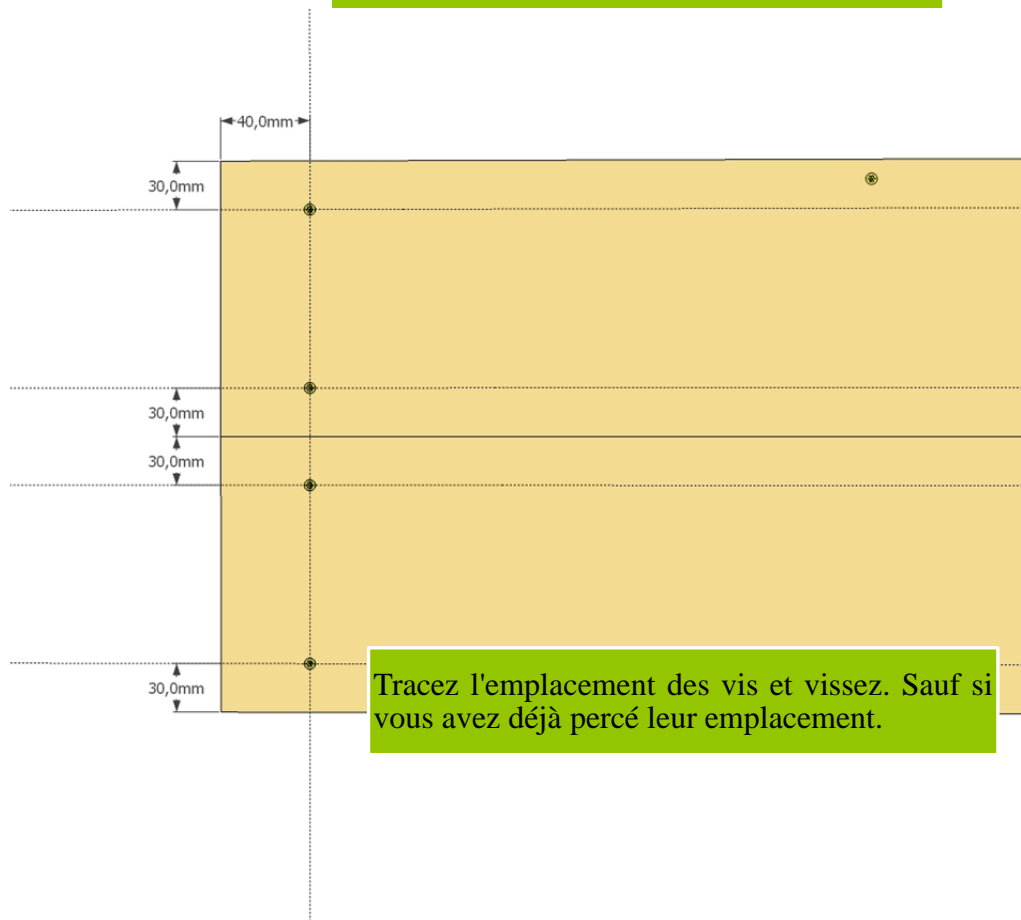 40,0mm
30,0mm
30,0mm
30,0mm
30,0mm
Tracez l'emplacement des vis et vissez. Sauf si
vous avez déjà percé leur emplacement.